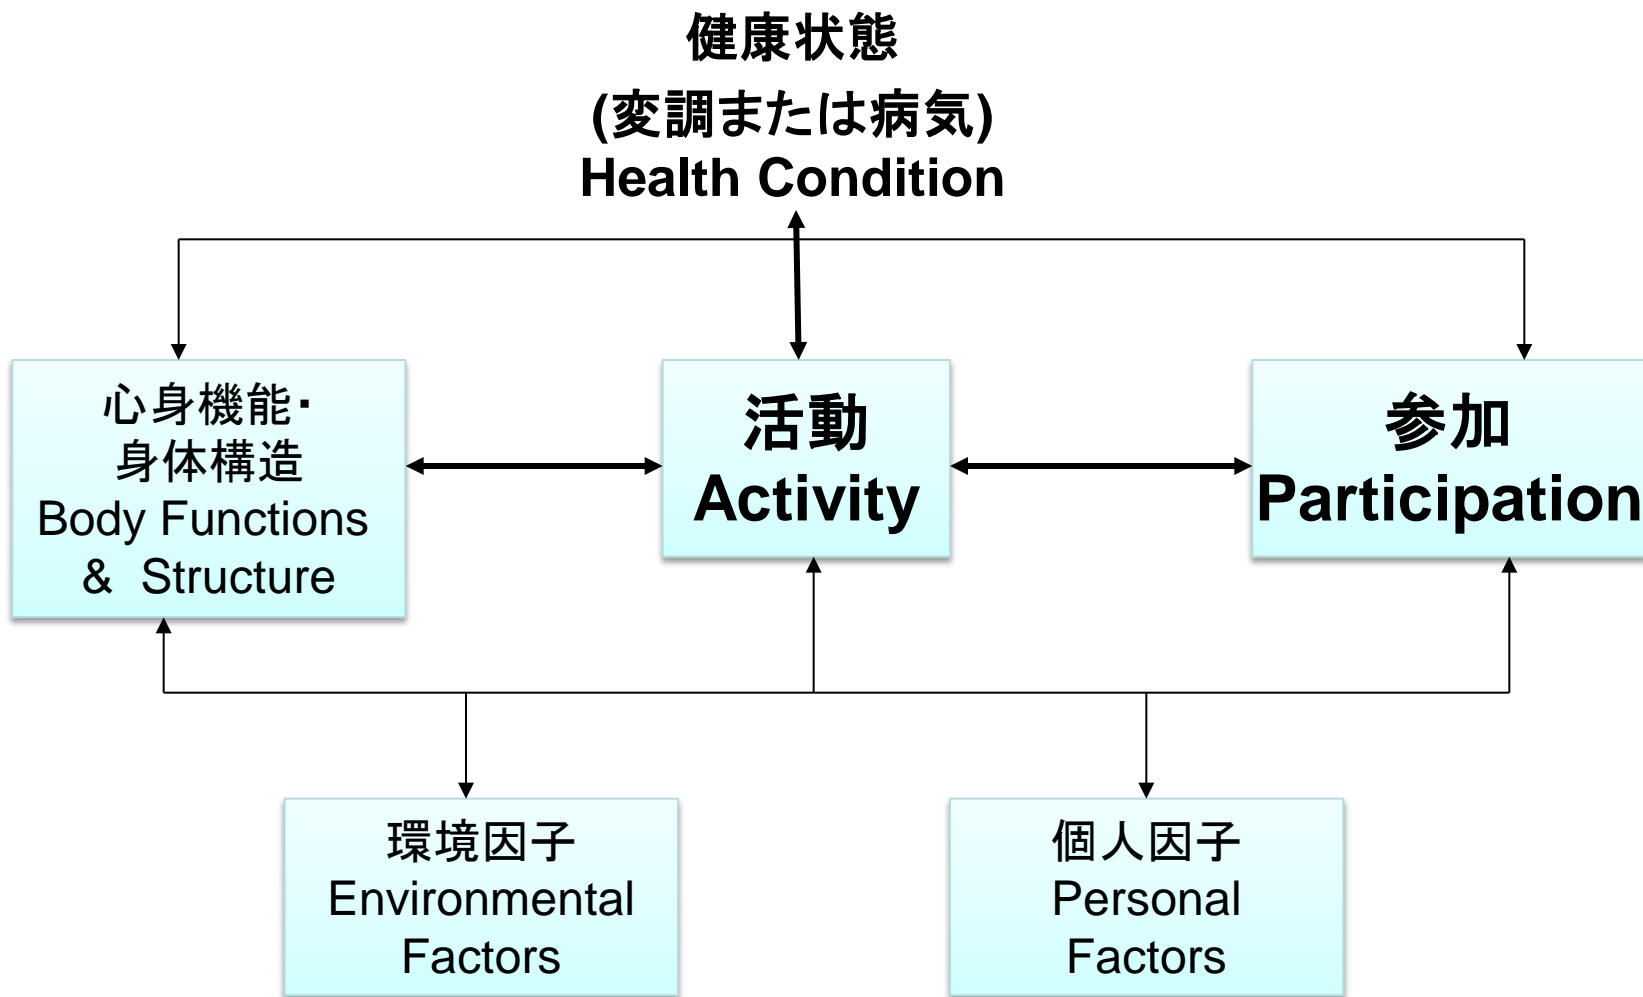 健康状態
(変調または病気)
Health Condition
心身機能・
身体構造
Body Functions
& Structure
活動
Activity
参加
Participation
環境因子
Environmental
Factors
個人因子
Personal
Factors